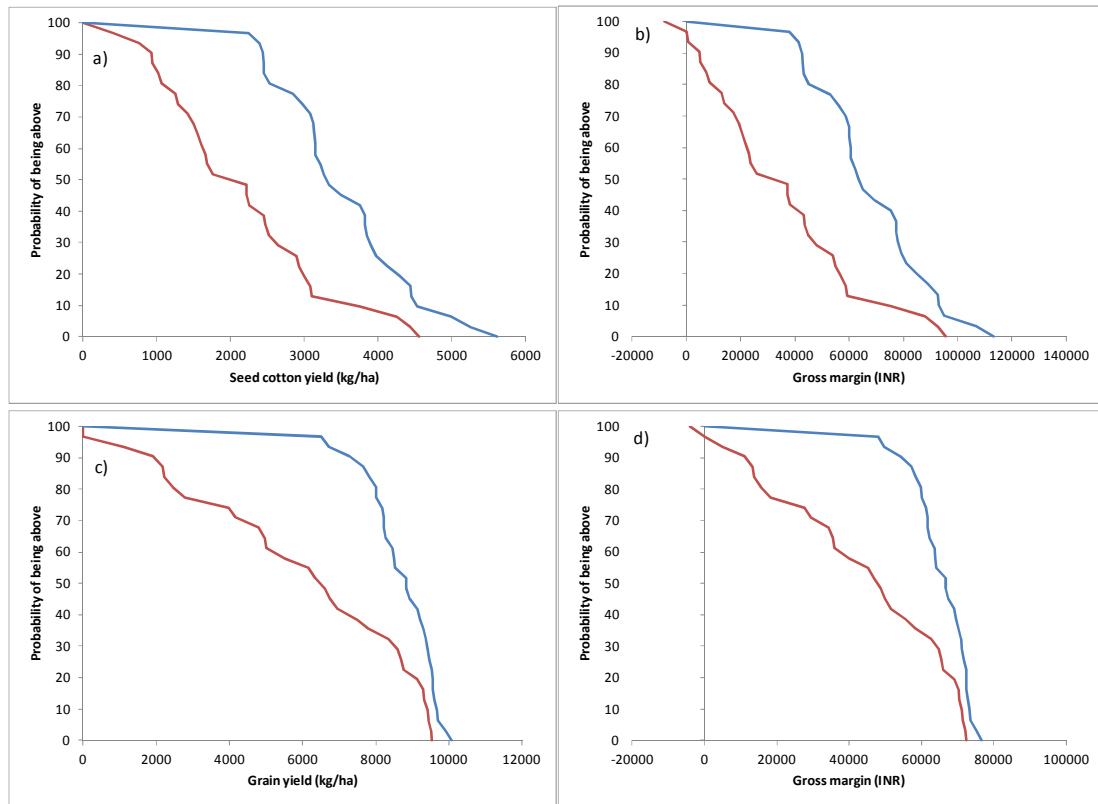 a)
Probability of being above
100
90
80
70
60
50
40
30
20
10
0
0 1000 2000 3000 4000 5000 6000
Seed cotton yield (kg/ha)
b)
Probability of being above
100
90
80
70
60
50
40
30
20
10
0
-20000 0 20000 40000 60000 80000 100000 120000 140000
Gross margin (INR)
c)
Probability of being above
100
90
80
70
60
50
40
30
20
10
0
0 2000 4000 6000 8000 10000 12000
Grain yield (kg/ha)
d)
Probability of being above
100
90
80
70
60
50
40
30
20
10
0
-20000 0 20000 40000 60000 80000 100000
Gross margin (INR)